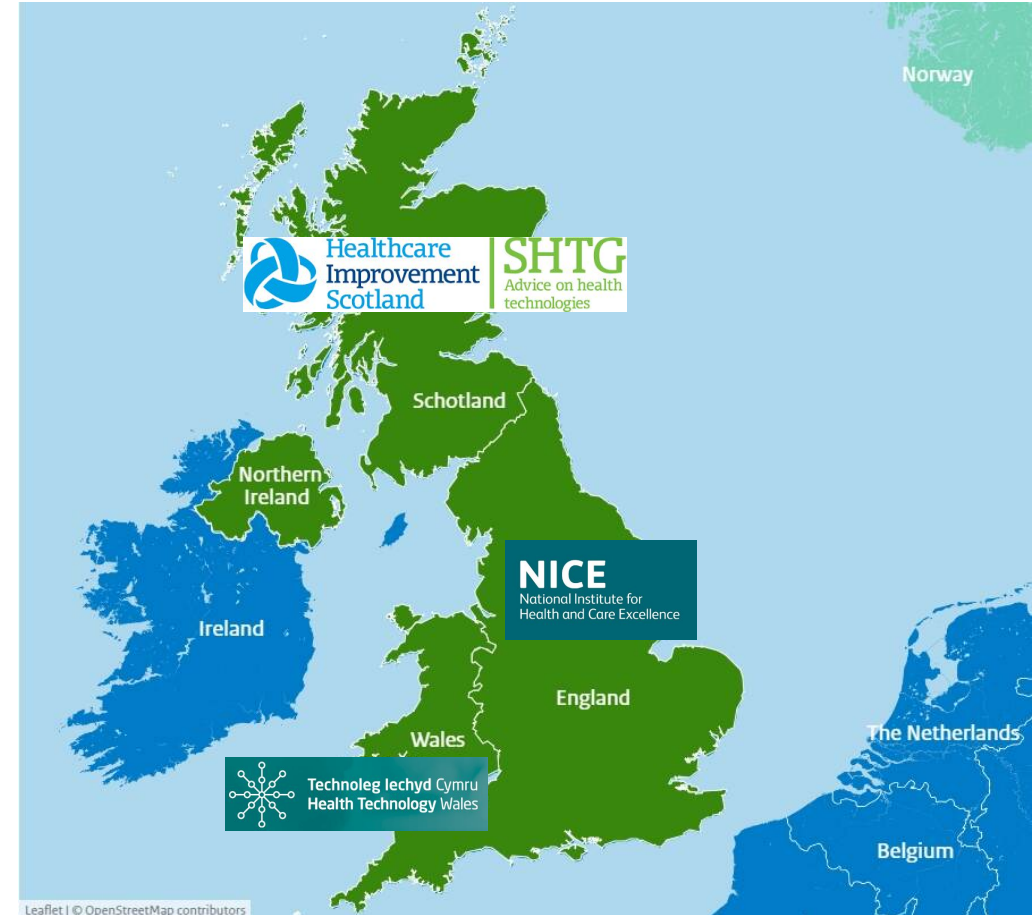 Norway
Healthcare
Improvement
Scotland
SHTG
Advice on health
technologies
Schotland
Northern
Ireland
NICE
National Institute for
Health and Care Excellence
Ireland
England
The Netherlands
Wales
Technoleg Iechyd Cymru
Health Technology Wales
Belgium
Leaflet | © OpenStreetMap contributors